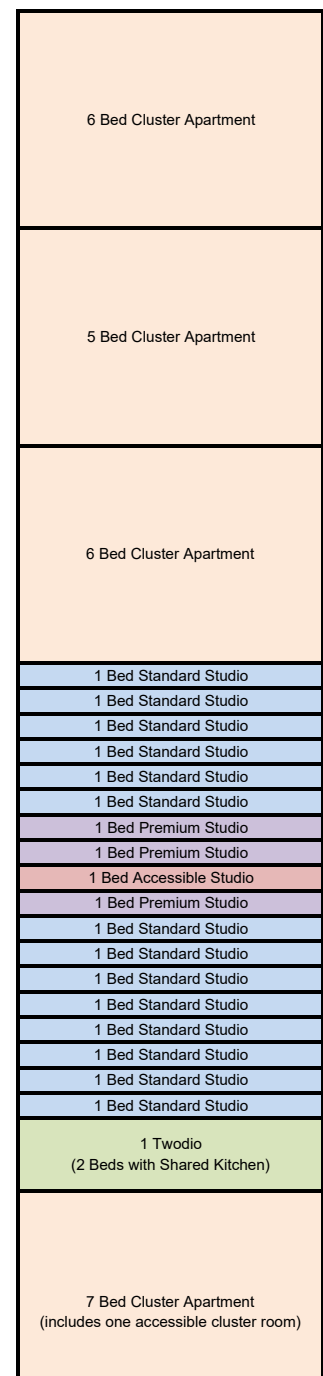 6 Bed Cluster Apartment
5 Bed Cluster Apartment
6 Bed Cluster Apartment
1 Bed Standard Studio
1 Bed Standard Studio
1 Bed Standard Studio
1 Bed Standard Studio
1 Bed Standard Studio
1 Bed Standard Studio
1 Bed Premium Studio
1 Bed Premium Studio
1 Bed Accessible Studio
1 Bed Premium Studio
1 Bed Standard Studio
1 Bed Standard Studio
1 Bed Standard Studio
1 Bed Standard Studio
1 Bed Standard Studio
1 Bed Standard Studio
1 Bed Standard Studio
1 Bed Standard Studio
1 Twodio
(2 Beds with Shared Kitchen)
7 Bed Cluster Apartment
(includes one accessible cluster room)